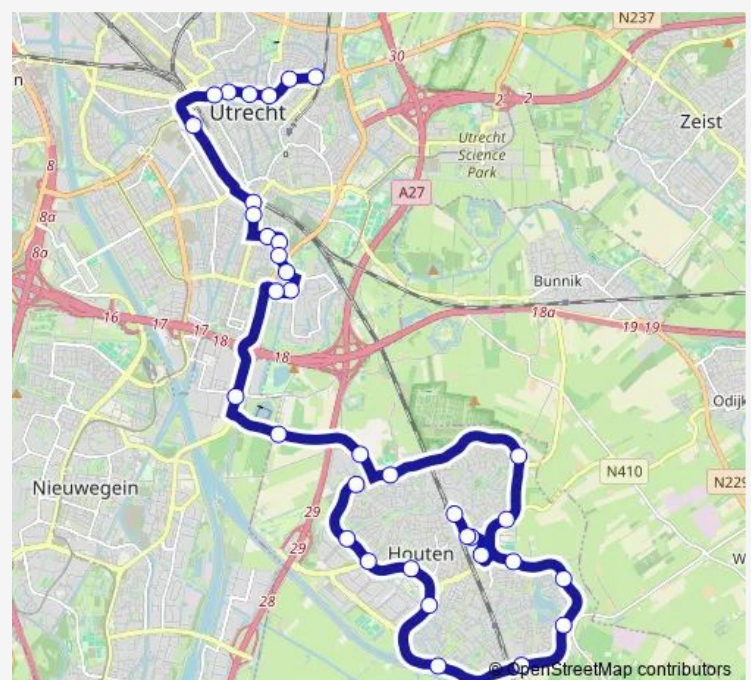 N237
n
30
2
2
Utrecht
Zeist
Utrecht
Science
Park
8
A27
8a
8a
Bunnik
16
17
17
18
18
18a
19 19
Odijk
N410
N229
Nieuwegein
29
29
Houten
W
28
© OpenStreetMap contributors